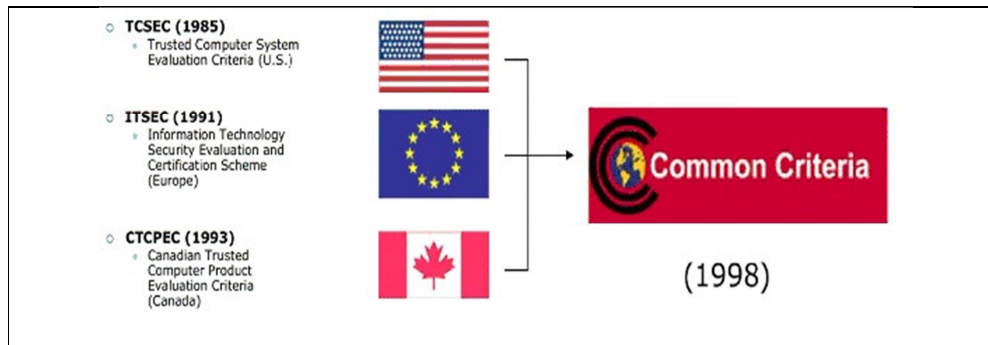 TCSEC (1985)
Trusted Computer System
Evaluation Criteria (U.S.)
ITSEC (1991)
Information Technology
Security Evaluation and
Certification Scheme
(Europe)
CTCPEC (1993)
Canadian Trusted
Computer Product
Evaluation Criteria
(Canada)
Common Criteria
(1998)